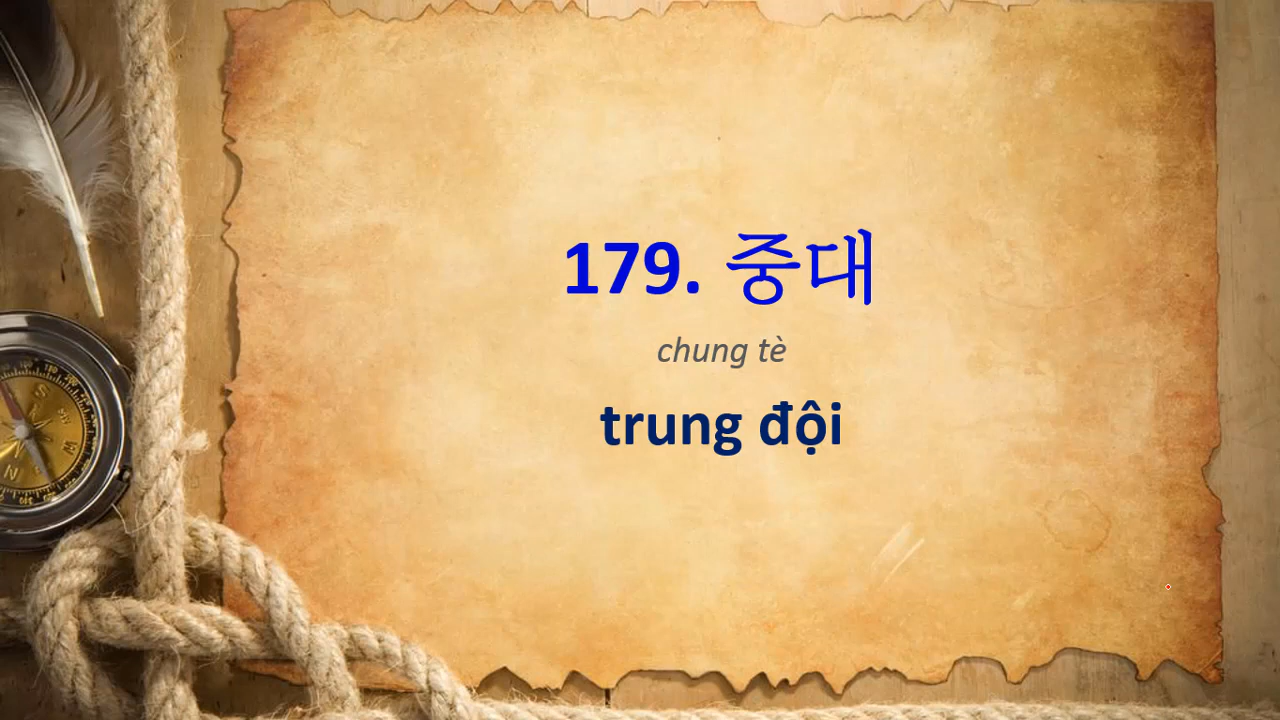 179. 중대
chung tè
trung đội